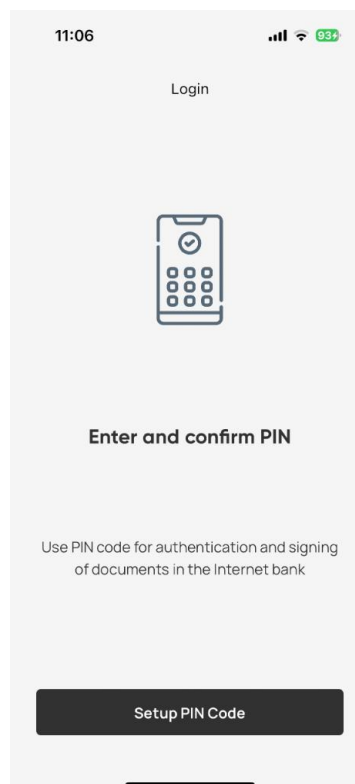 11:06
93
Login
Enter and confirm PIN
Use PIN code for authentication and signing
of documents in the Internet bank
Setup PIN Code